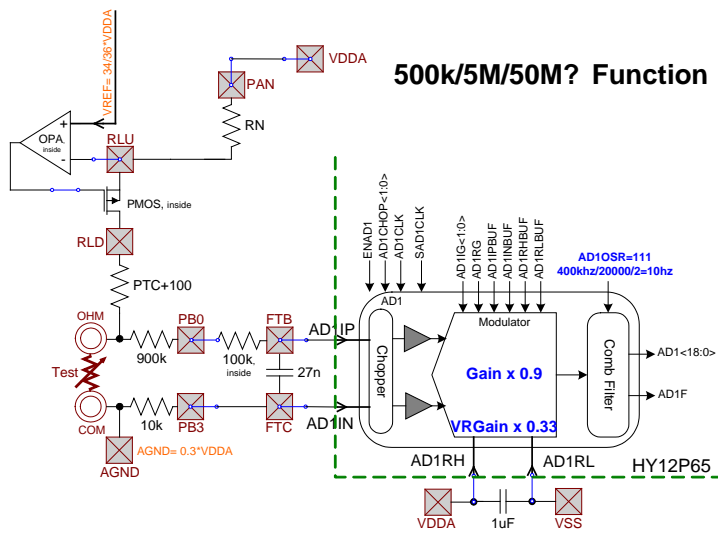 500k/5M/50M? Function
VREF= 34/36*VDDA
VDDA
PAN
RN
+
OPA,
inside
-
RLU
PMOS, inside
RLD
PTC+100
OHM
PB0
FTB
AD1IP
900k
100k,
inside
27n
Test
10k
COM
PB3
FTC
AD1IN
AGND= 0.3*VDDA
AGND
ENAD1
AD1CHOP<1:0>
AD1CLK
SAD1CLK
AD1IG<1:0>
AD1RG
AD1IPBUF
AD1INBUF
AD1RHBUF
AD1RLBUF
AD1OSR=111
400khz/20000/2=10hz
AD1
Modulator
Chopper
Gain x 0.9
VRGain x 0.33
Comb Filter
AD1<18:0>
AD1F
AD1RH
AD1RL
HY12P65
VDDA
1uF
VSS